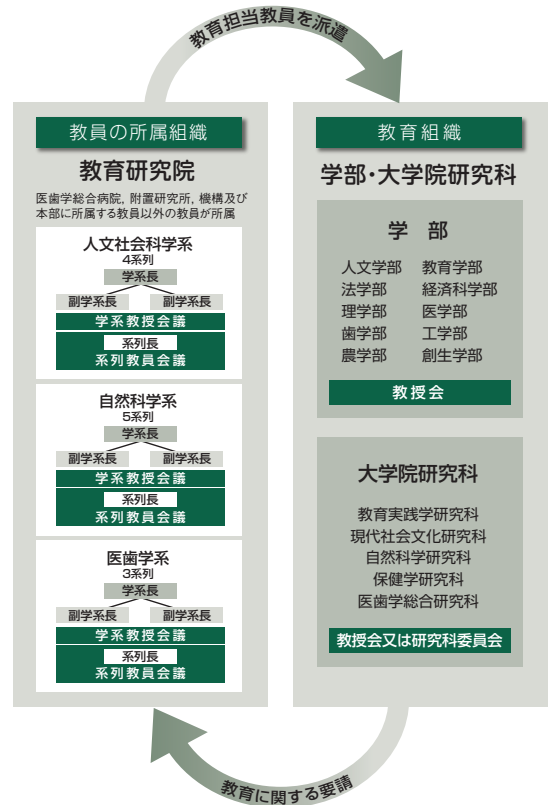 教育担当教員を派遣
教員の所属組織
教育研究院
医歯学総合病院, 附置研究所, 機構及び
本部に所属する教員以外の教員が所属
人文社会科学系
4系列
学系長
副学系長 副学系長
学系教授会議
系列長
系列教員会議
自然科学系
5系列
学系長
副学系長 副学系長
学系教授会議
系列長
系列教員会議
医歯学系
3系列
学系長
副学系長 副学系長
学系教授会議
系列長
系列教員会議
教育組織
学部・大学院研究科
学 部
人文学部 教育学部
法学部 経済科学部
理学部 医学部
歯学部 工学部
農学部 創生学部
教授会
大学院研究科
教育実践学研究科
現代社会文化研究科
自然科学研究科
保健学研究科
医歯学総合研究科
教授会又は研究科委員会
教育に関する要請